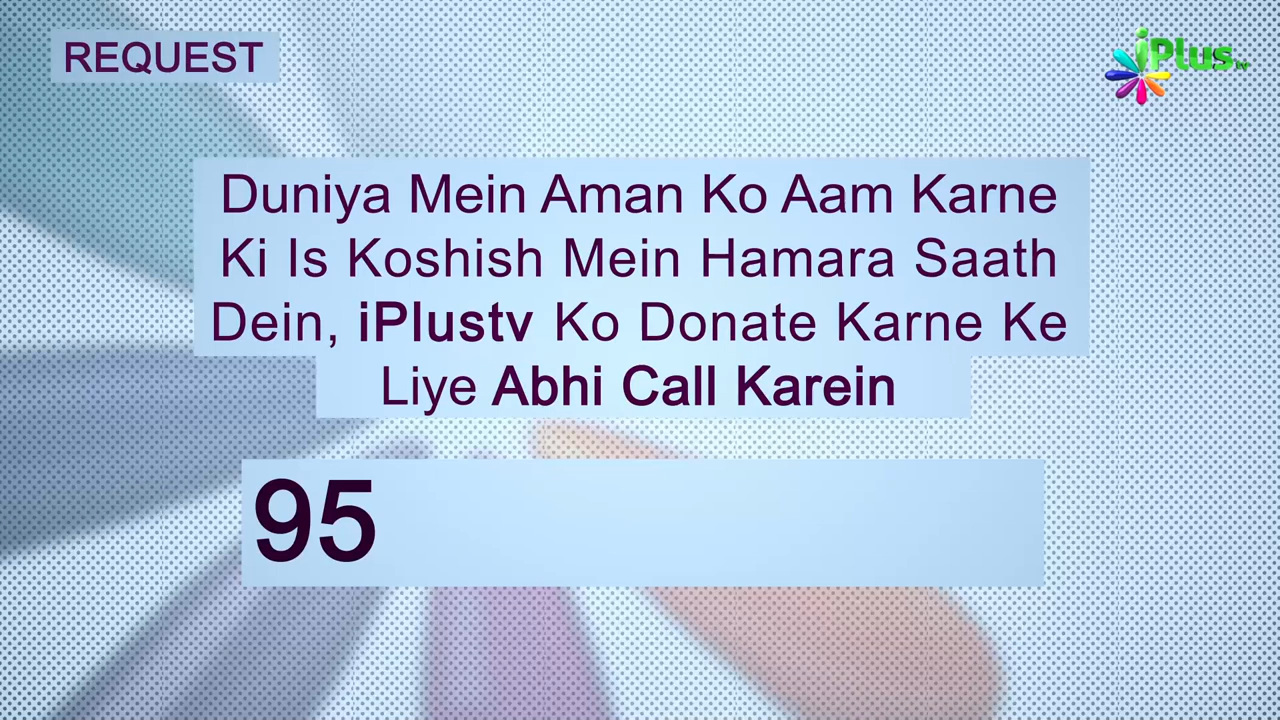 REQUEST
iPlus tv
Duniya Mein Aman Ko Aam Karne
Ki Is Koshish Mein Hamara Saath
Dein, iPlustv Ko Donate Karne Ke
Liye Abhi Call Karein
95